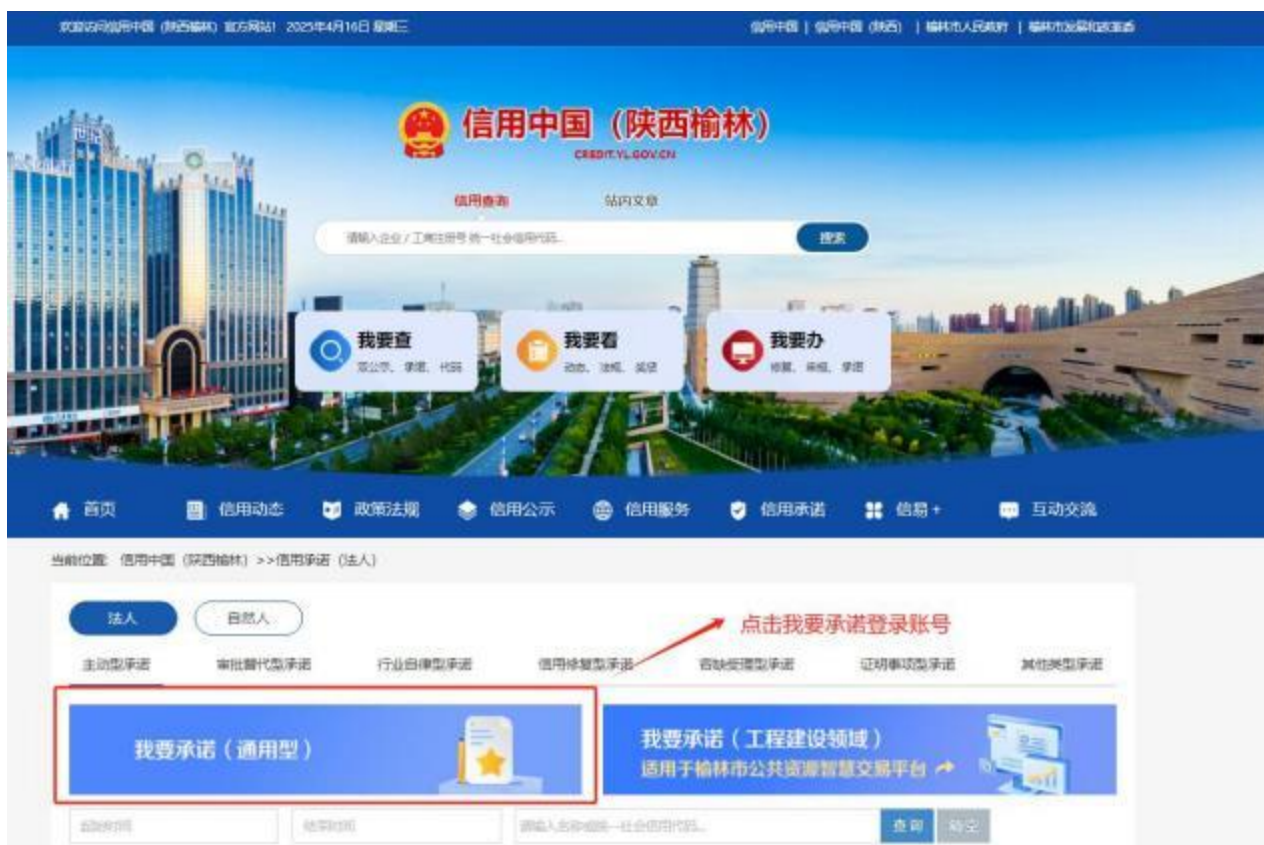 欢迎访问信用中国（陕西榆林）官方网站！ 2025年4月16日 星期三
信用中国 | 信用中国（陕西） | 榆林市人民政府 | 榆林市发展和改革委
信用中国（陕西榆林）
CREDIT.YL.GOV.CN
信用查询 站内文章
请输入企业/工商注册号 统一社会信用代码... 搜索
我要查 我要看 我要办
双公示、承诺、代码 动态、法规、奖惩 修复、承诺
首页 信用动态 政策法规 信用公示 信用服务 信用承诺 信易+ 互动交流
当前位置: 信用中国（陕西榆林）>>信用承诺（法人）
法人 自然人
点击我要承诺登录账号
主动型承诺 审批替代型承诺 行业自律型承诺 信用修复型承诺 容缺受理型承诺 证明事项型承诺 其他类型承诺
我要承诺（通用型）
我要承诺（工程建设领域）
适用于榆林市公共资源智慧交易平台
起始时间 结束时间 请输入名称或统一社会信用代码... 查询 清空